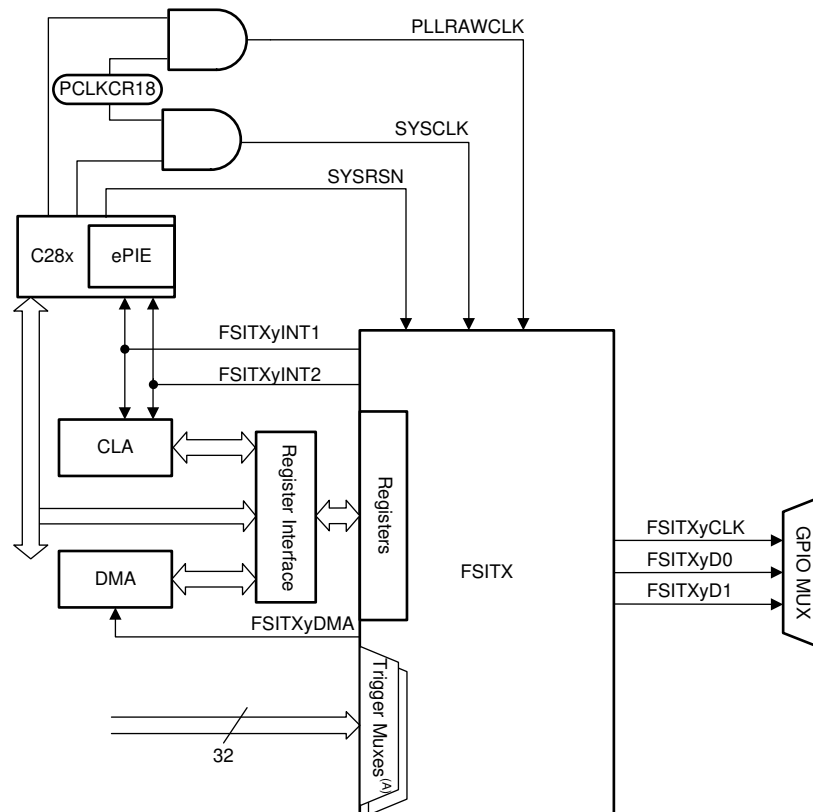 PLLRAWCLK
PCLKCR18
SYSCLK
SYSRSN
C28x
ePIE
FSITXyINT1
FSITXyINT2
CLA
Register Interface
Registers
FSITX
FSITXyCLK
FSITXyD0
FSITXyD1
GPIO MUX
DMA
FSITXyDMA
Trigger Muxes(A)
32